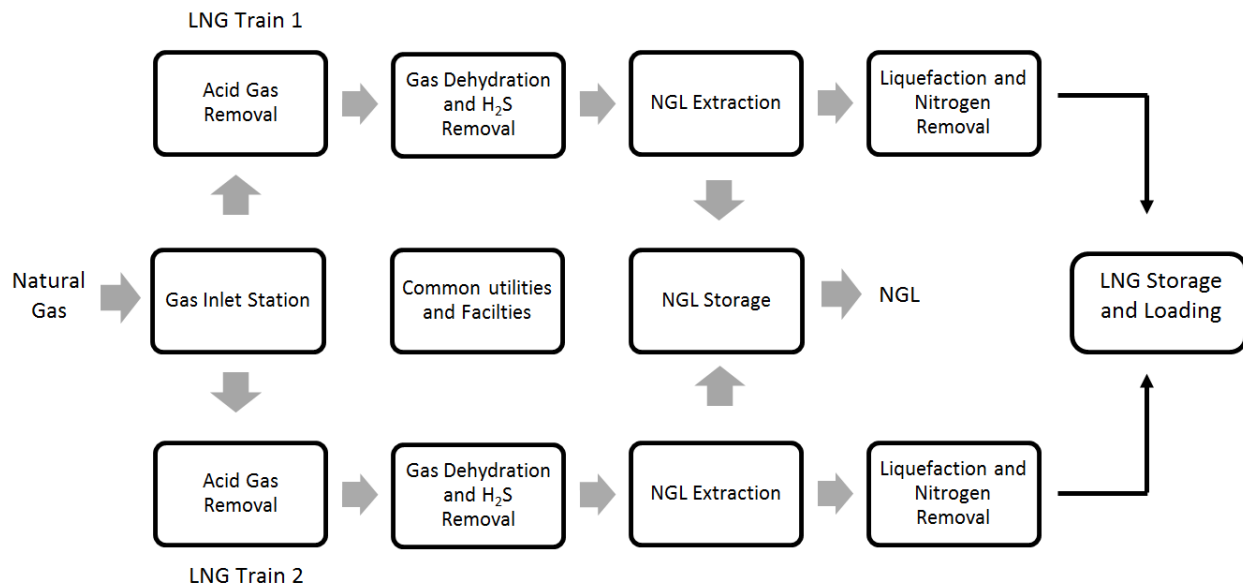 LNG Train 1
Acid Gas
Removal
Gas Dehydration
and H₂S
Removal
NGL Extraction
Liquefaction and
Nitrogen
Removal
Natural
Gas
Gas Inlet Station
Common utilities
and Facilties
NGL Storage
NGL
LNG Storage
and Loading
Acid Gas
Removal
Gas Dehydration
and H₂S
Removal
NGL Extraction
Liquefaction and
Nitrogen
Removal
LNG Train 2